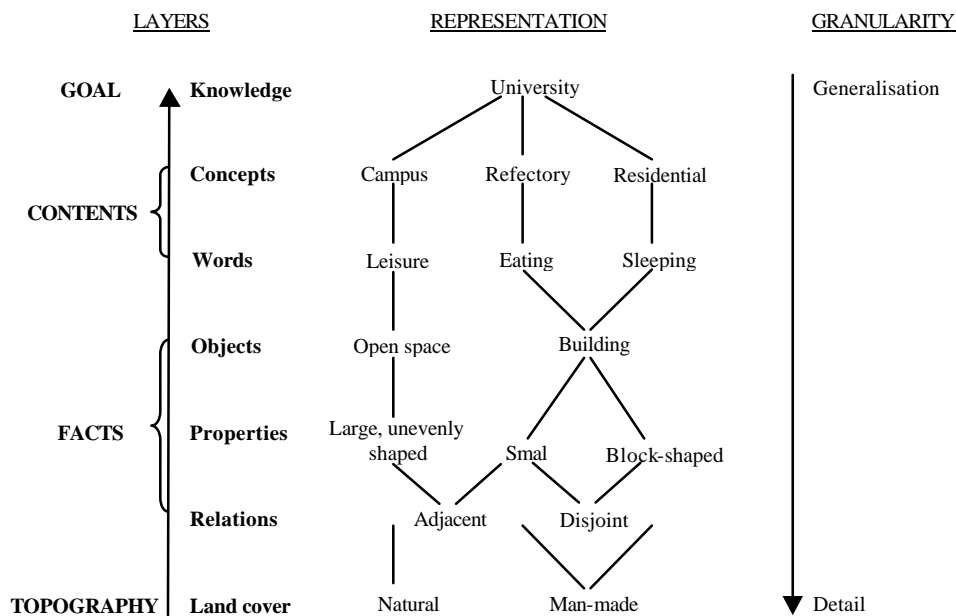 LAYERS REPRESENTATION GRANULARITY
GOAL Knowledge University Generalisation
Concepts Campus Refectory Residential
CONTENTS
Words Leisure Eating Sleeping
Objects Open space Building
FACTS Properties Large, unevenly
shaped Smal Block-shaped
Relations Adjacent Disjoint
TOPOGRAPHY Land cover Natural Man-made Detail